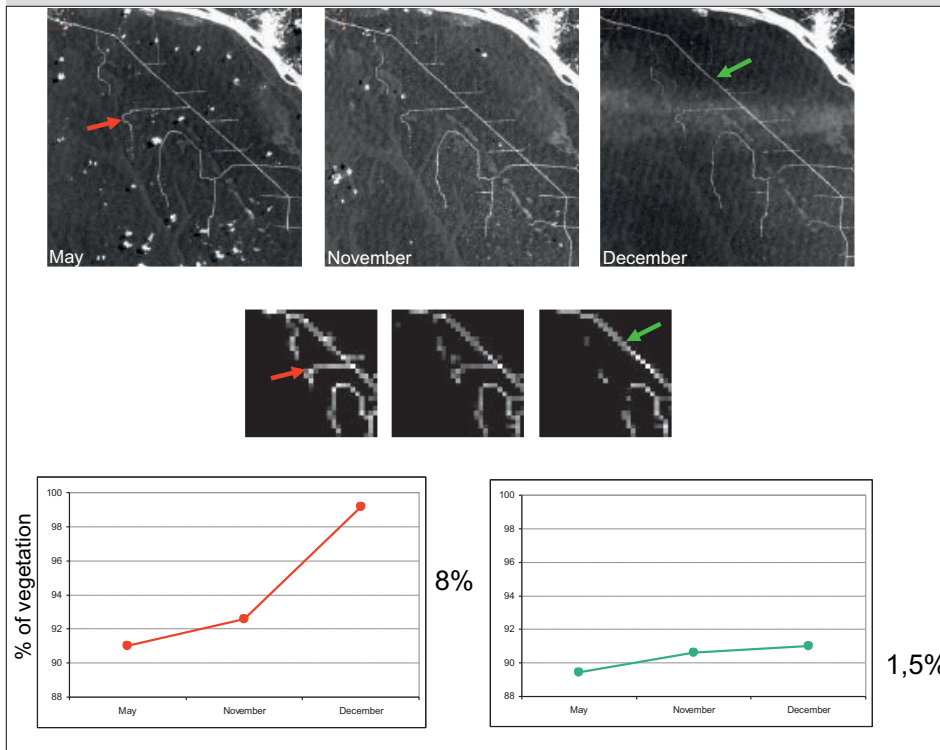 May
November
December
% of vegetation
100
98
96
94
92
90
88
May
November
December
8%
100
98
96
94
92
90
88
May
November
December
1,5%